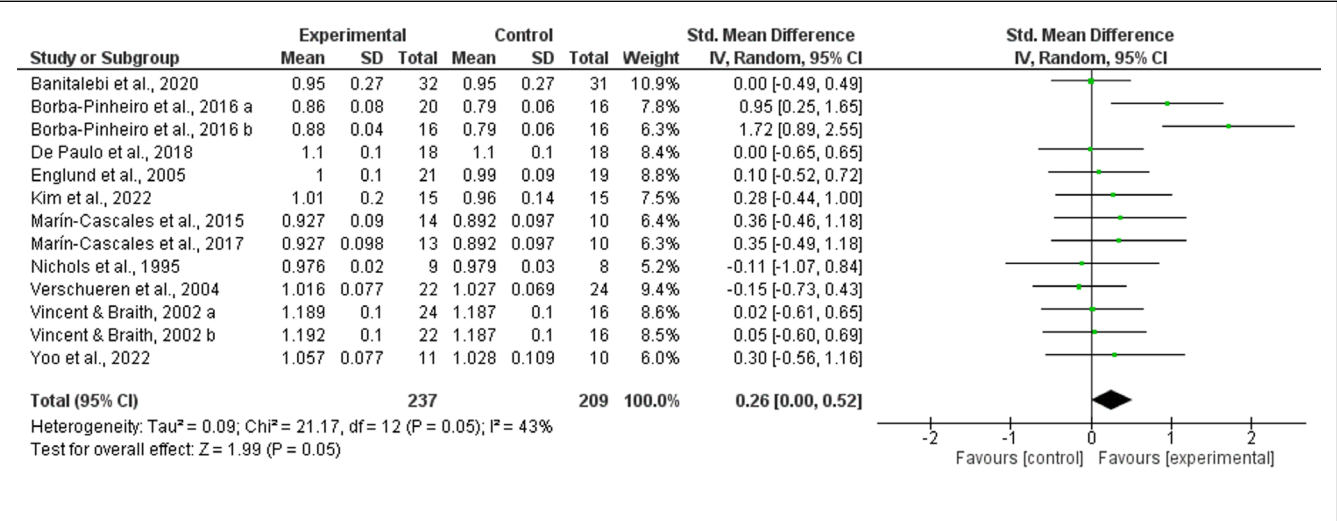 Experimental Control Std. Mean Difference Std. Mean Difference
Study or Subgroup Mean SD Total Mean SD Total Weight IV, Random, 95% CI IV, Random, 95% CI
Banitalebi et al., 2020 0.95 0.27 32 0.95 0.27 31 10.9% 0.00 [-0.49, 0.49]
Borba-Pinheiro et al., 2016 a 0.86 0.08 20 0.79 0.06 16 7.8% 0.95 [0.25, 1.65]
Borba-Pinheiro et al., 2016 b 0.88 0.04 16 0.79 0.06 16 6.3% 1.72 [0.89, 2.55]
De Paulo et al., 2018 1.1 0.1 18 1.1 0.1 18 8.4% 0.00 [-0.65, 0.65]
Englund et al., 2005 1 0.1 21 0.99 0.09 19 8.8% 0.10 [-0.52, 0.72]
Kim et al., 2022 1.01 0.2 15 0.96 0.14 15 7.4% 0.28 [-0.44, 1.00]
Marín-Cascales et al., 2015 0.927 0.09 14 0.892 0.097 10 6.4% 0.36 [-0.46, 1.18]
Marín-Cascales et al., 2017 0.927 0.098 13 0.892 0.097 10 6.3% 0.35 [-0.49, 1.18]
Nichols et al., 1995 0.976 0.02 9 0.979 0.03 8 5.2% -0.11 [-1.07, 0.84]
Verschueren et al., 2004 1.016 0.077 22 1.027 0.069 24 9.4% -0.15 [-0.73, 0.43]
Vincent & Braith, 2002 a 1.189 0.1 24 1.187 0.1 16 8.6% 0.02 [-0.61, 0.65]
Vincent & Braith, 2002 b 1.192 0.1 22 1.187 0.1 16 8.5% 0.05 [-0.60, 0.69]
Yoo et al., 2022 1.057 0.077 11 1.028 0.109 10 6.0% 0.30 [-0.56, 1.16]
Total (95% CI) 237 209 100.0% 0.26 [0.00, 0.52]
Heterogeneity: Tau² = 0.09; Chi² = 21.17, df = 12 (P = 0.05); I² = 43%
Test for overall effect: Z = 1.99 (P = 0.05)
-2 -1 0 1 2
Favours [control] Favours [experimental]